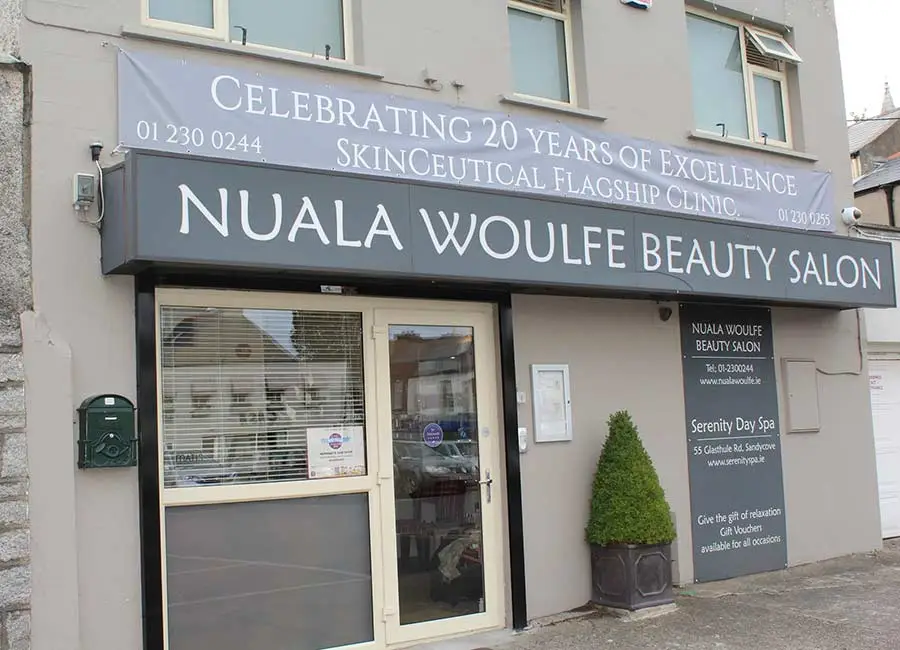 CELEBRATING 20 YEARS OF EXCELLENCE
01 230 0244
SKINCEUTICAL FLAGSHIP CLINIC.
01 230 0255
NUALA WOULFE BEAUTY SALON
NUALA WOULFE
BEAUTY SALON
Tel; 01-2300244
www.nualawoulfe.ie
Serenity Day Spa
55 Glasthule Rd, Sandycove
www.serenityspa.ie
Give the gift of relaxation
Gift Vouchers
available for all occasions
matis